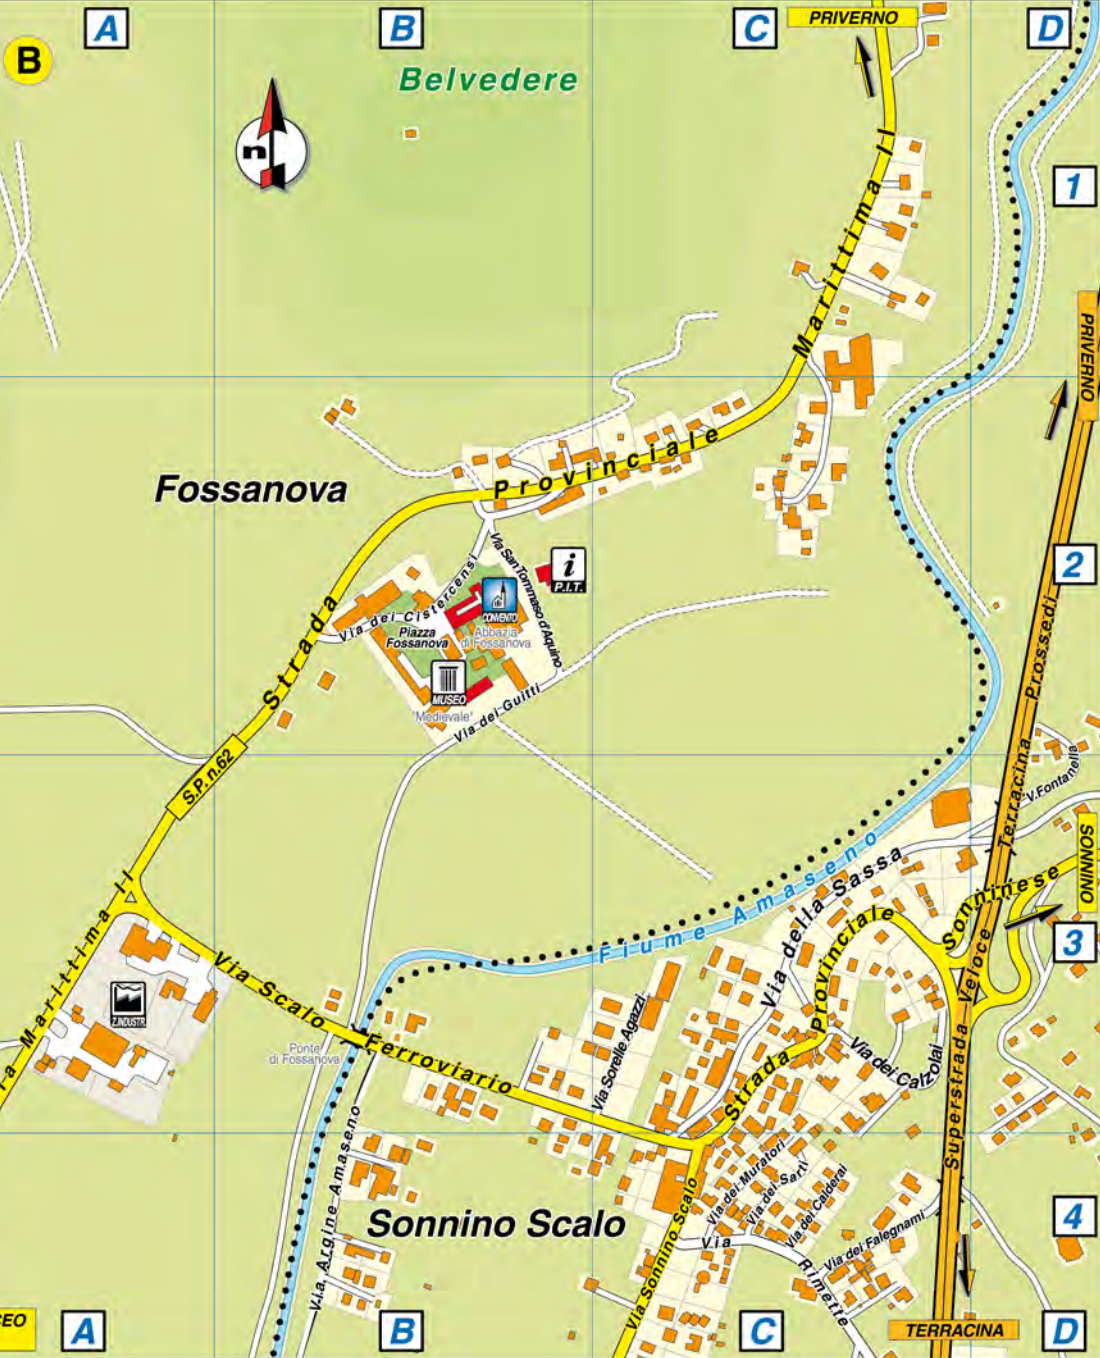 A
B
C
PRIVERNO
D
B
Belvedere
n
1
Strada Provinciale Marittima II
PRIVERNO
Fossanova
Via dei Cistercensi
Via San Tommaso d'Aquino
i
P.I.T.
2
CONVENTO
Piazza
Fossanova
Abbazia
di Fossanova
MUSEO
"Medievale"
Via dei Guitti
S.P. n.62
V.Fontanella
Superstrada Veloce Terracina Prossedi
SONNINO
Fiume Amaseno
Via della Sassa
Strada Provinciale Sonninese
3
Marittima II
Z.INDUSTR.
Via Scalo Ferroviario
Ponte
di Fossanova
Via Sorelle Agazzi
Via dei Calzolai
Via Argine Amaseno
Via dei Muratori
Via dei Sarti
Via dei Calderai
Via dei Falegnami
Sonnino Scalo
4
Via Sonnino Scalo
Via Rimette
A
B
C
TERRACINA
D